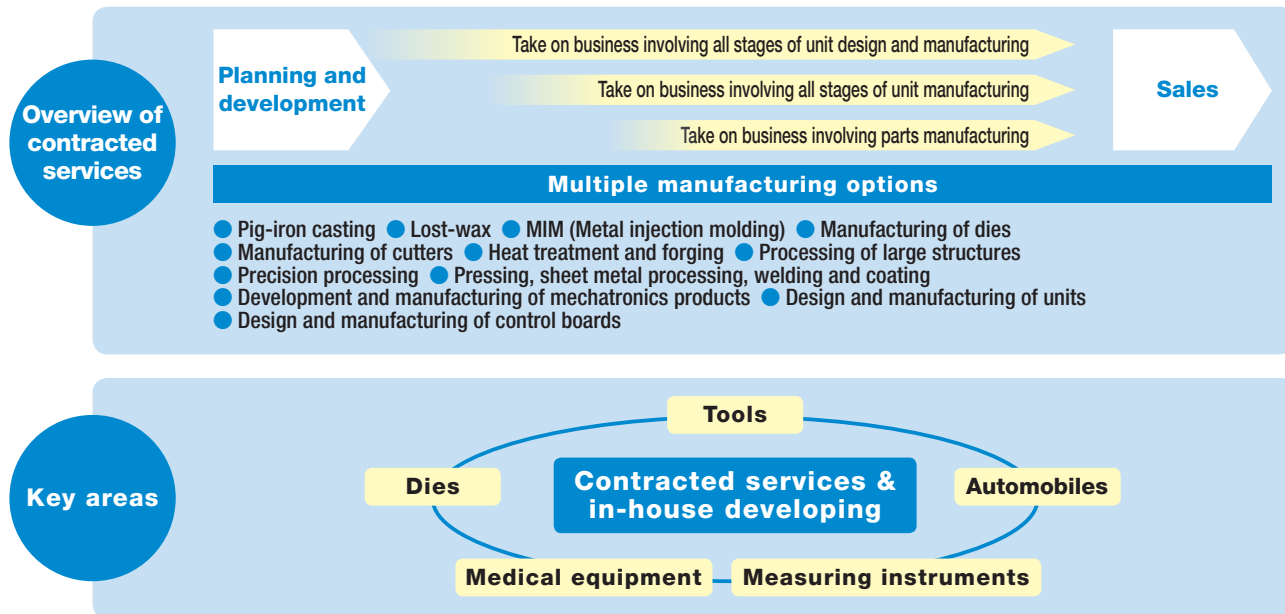 Overview of
contracted
services
Planning and
development
Take on business involving all stages of unit design and manufacturing
Take on business involving all stages of unit manufacturing
Take on business involving parts manufacturing
Sales
Multiple manufacturing options
● Pig-iron casting ● Lost-wax ● MIM (Metal injection molding) ● Manufacturing of dies
● Manufacturing of cutters ● Heat treatment and forging ● Processing of large structures
● Precision processing ● Pressing, sheet metal processing, welding and coating
● Development and manufacturing of mechatronics products ● Design and manufacturing of units
● Design and manufacturing of control boards
Key areas
Tools
Dies
Contracted services &
in-house developing
Automobiles
Medical equipment
Measuring instruments